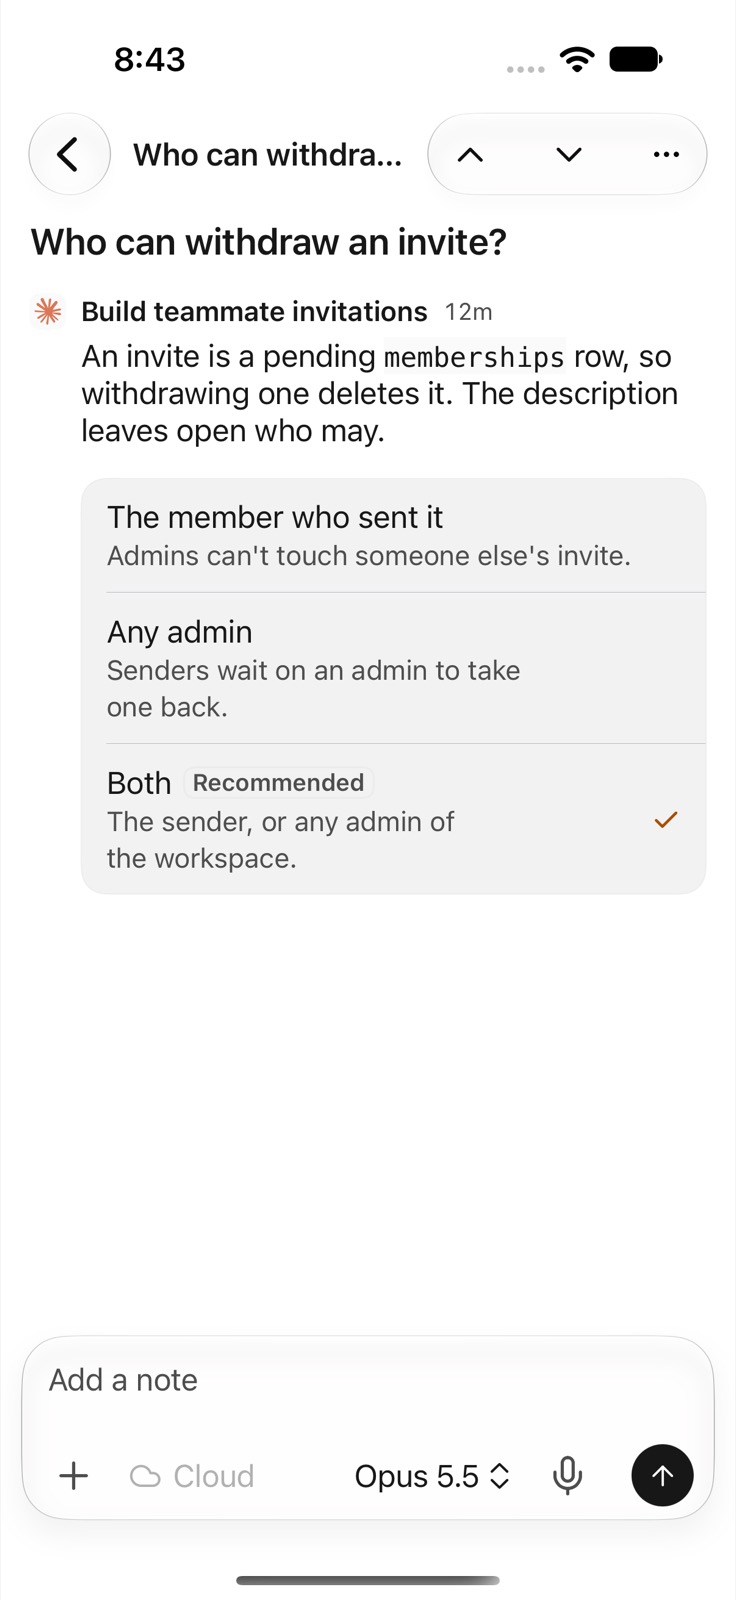 8:43
Who can withdra...
Who can withdraw an invite?
Build teammate invitations 12m
An invite is a pending memberships row, so
withdrawing one deletes it. The description
leaves open who may.
The member who sent it
Admins can't touch someone else's invite.
Any admin
Senders wait on an admin to take
one back.
Both Recommended
The sender, or any admin of
the workspace.
Add a note
Cloud Opus 5.5